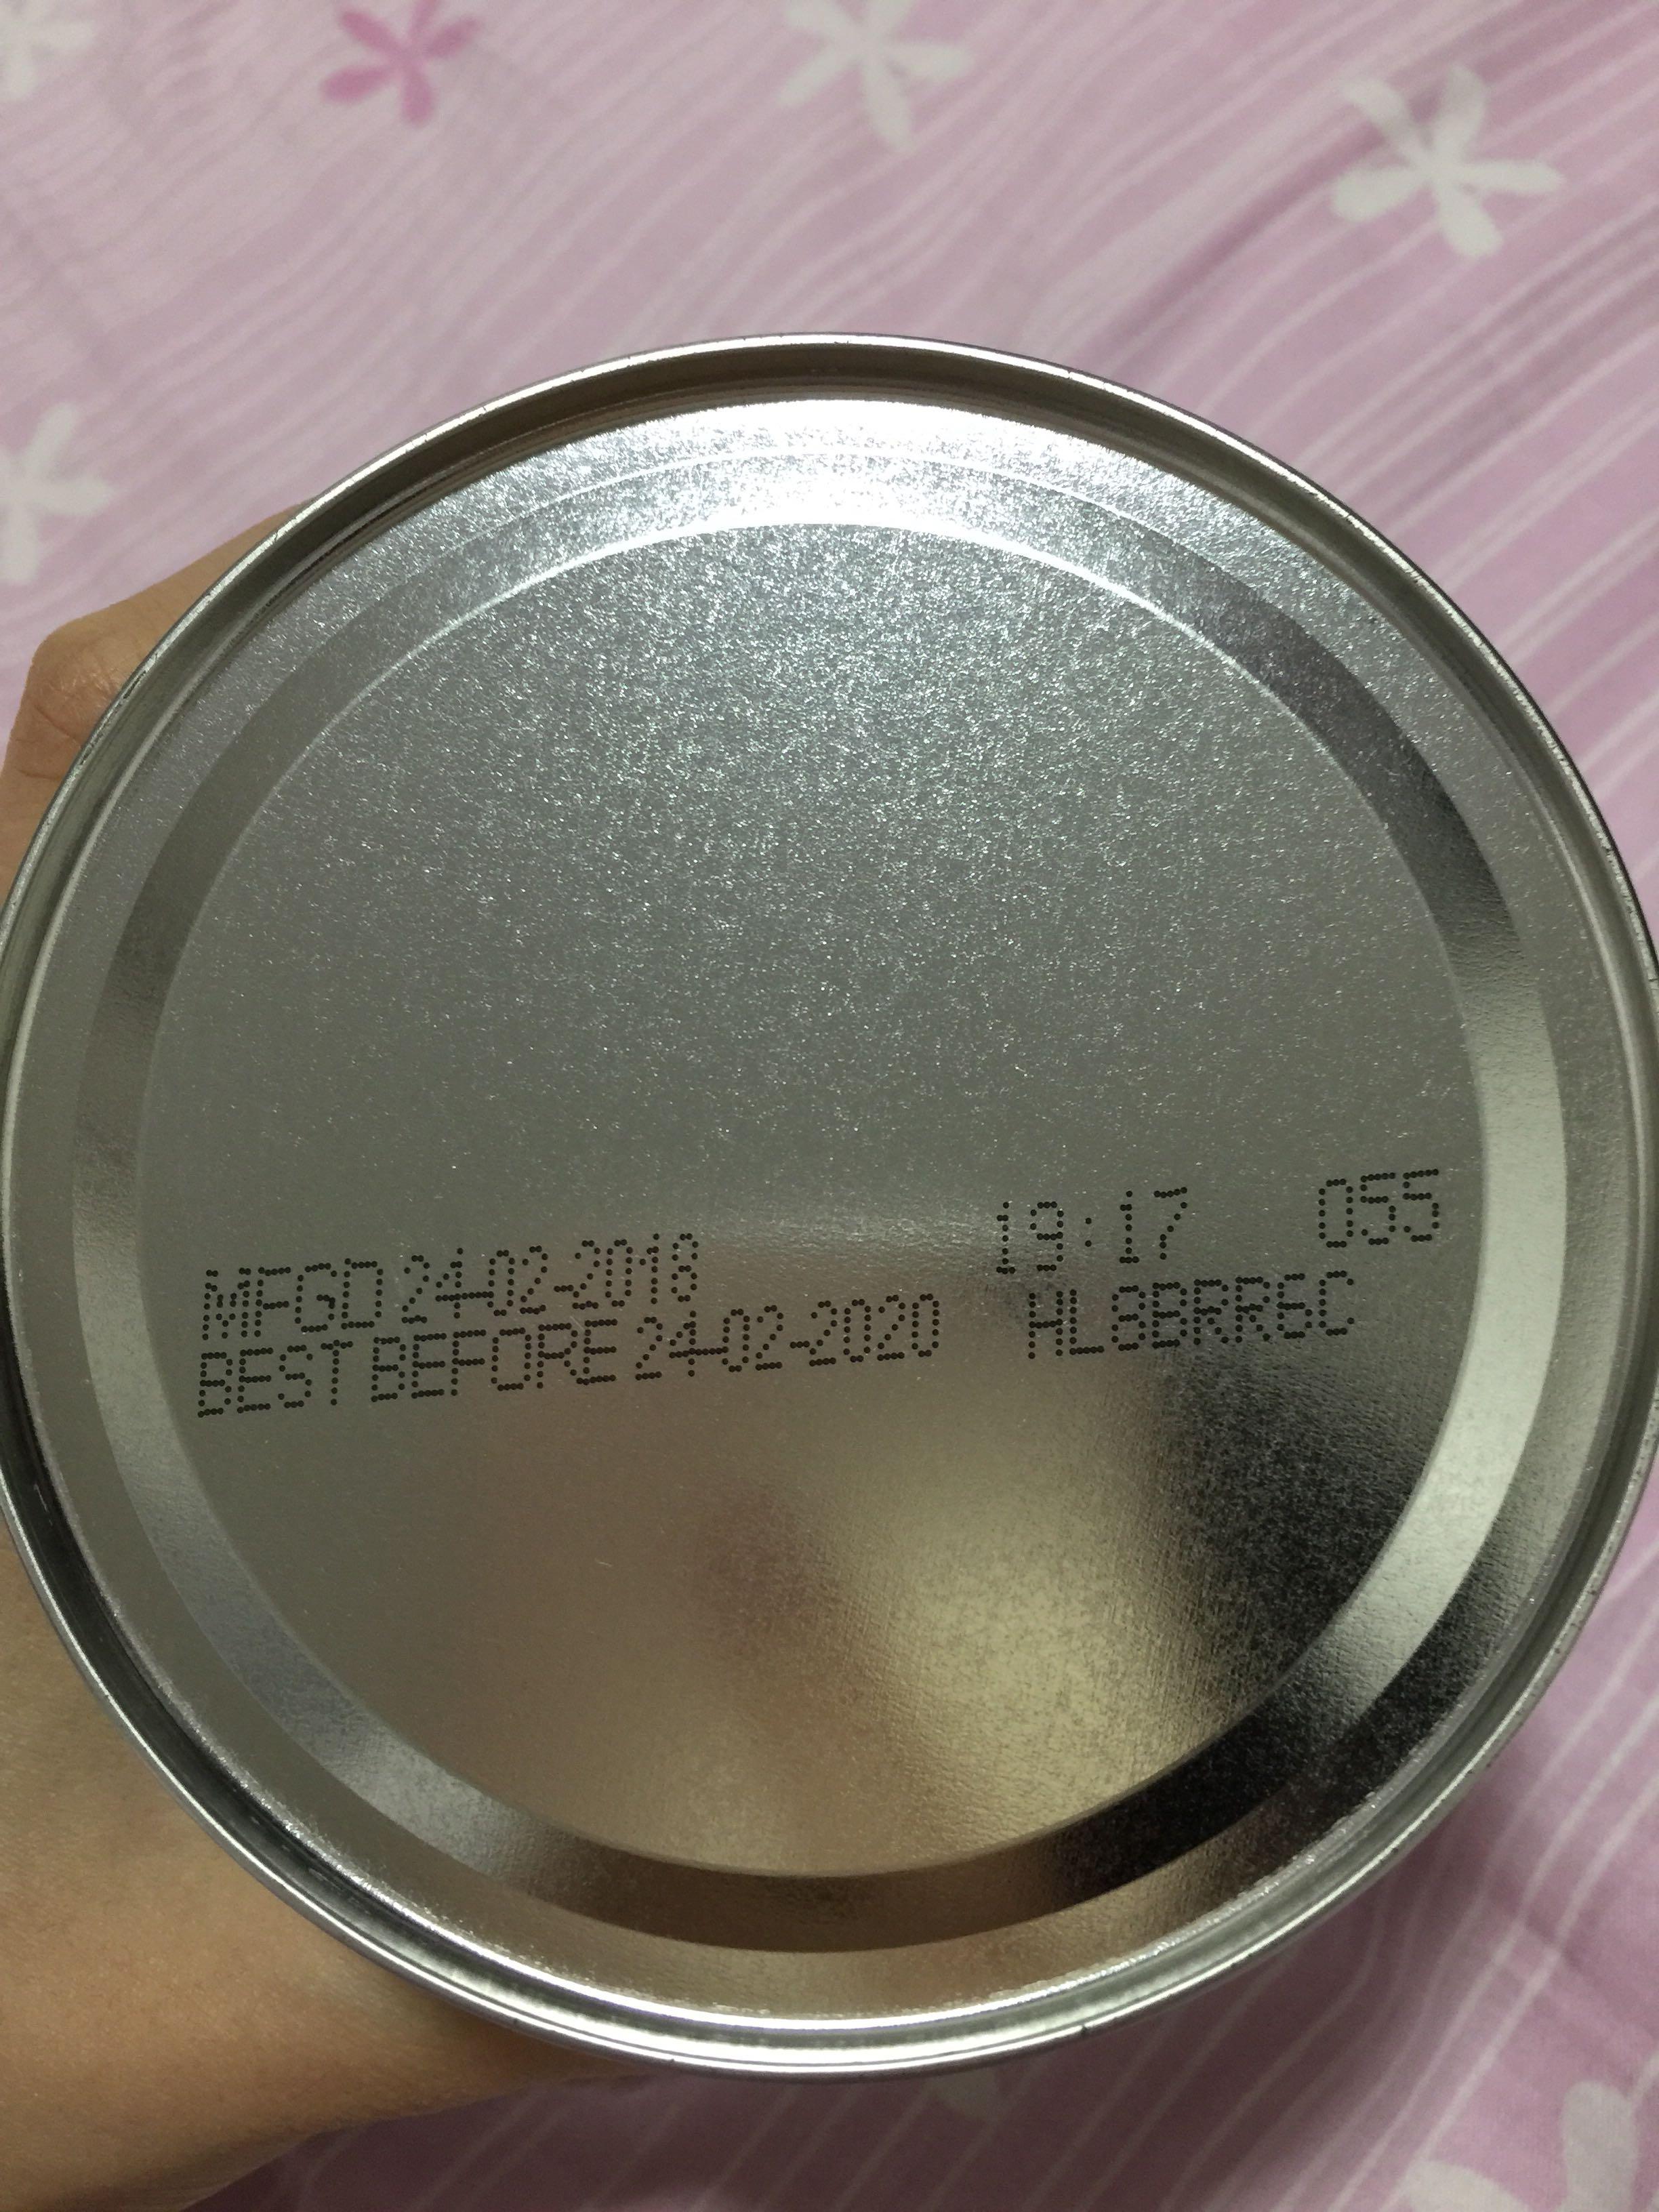 MFGD 24-02-2018 19:17 055
BEST BEFORE 24-02-2020 HL8BRR6C